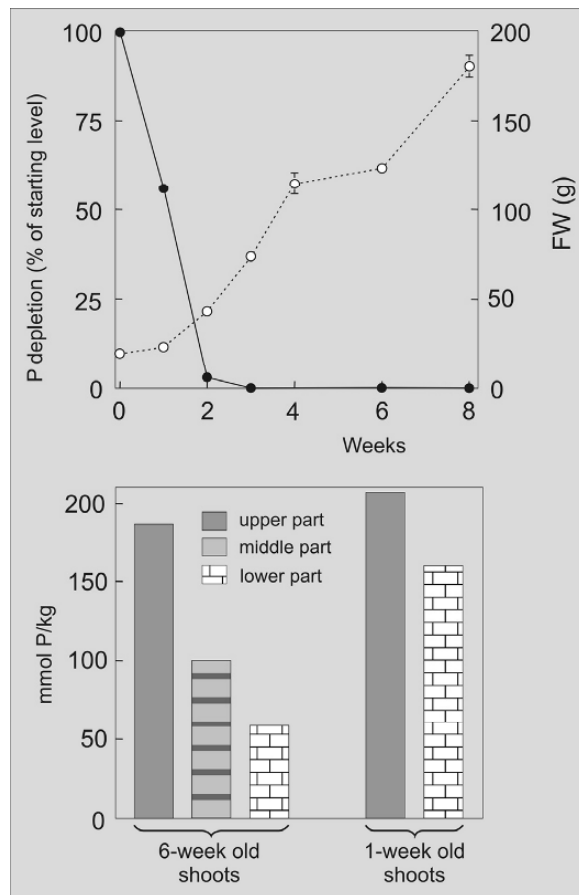 100
75
50
25
0
P depletion (% of starting level)
200
150
100
50
0
FW (g)
0
2
4
6
8
Weeks
200
150
100
50
0
mmol P/kg
upper part
middle part
lower part
6-week old
shoots
1-week old
shoots